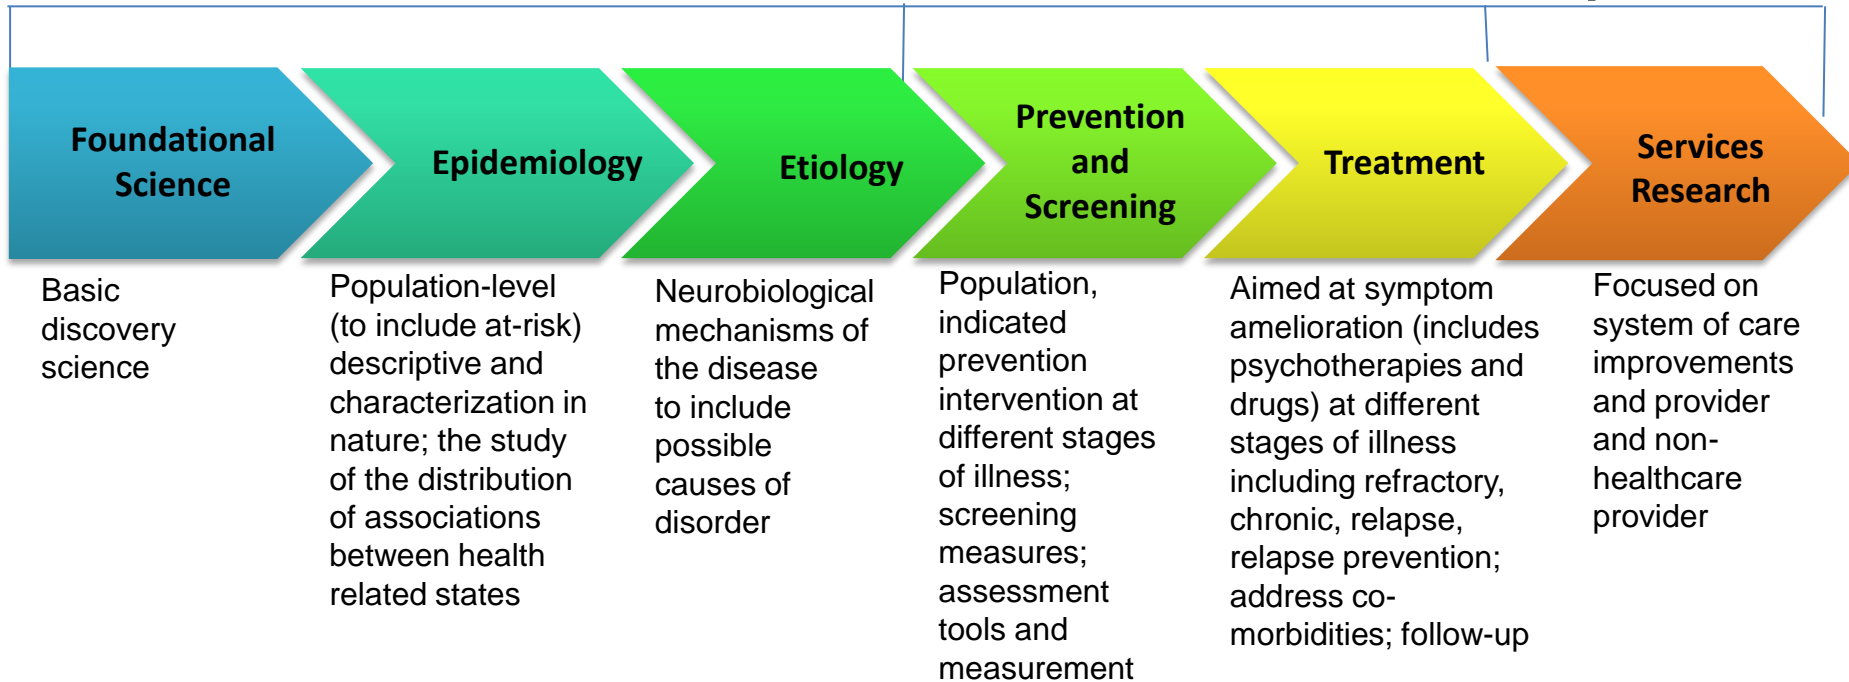 Foundational
Science
Epidemiology
Etiology
Prevention
and
Screening
Treatment
Services
Research
Basic
discovery
science
Population-level
(to include at-risk)
descriptive and
characterization in
nature; the study
of the distribution
of associations
between health
related states
Neurobiological
mechanisms of
the disease
to include
possible
causes of
disorder
Population,
indicated
prevention
intervention at
different stages
of illness;
screening
measures;
assessment
tools and
measurement
Aimed at symptom
amelioration (includes
psychotherapies and
drugs) at different
stages of illness
including refractory,
chronic, relapse,
relapse prevention;
address co-
morbidities; follow-up
Focused on
system of care
improvements
and provider
and non-
healthcare
provider